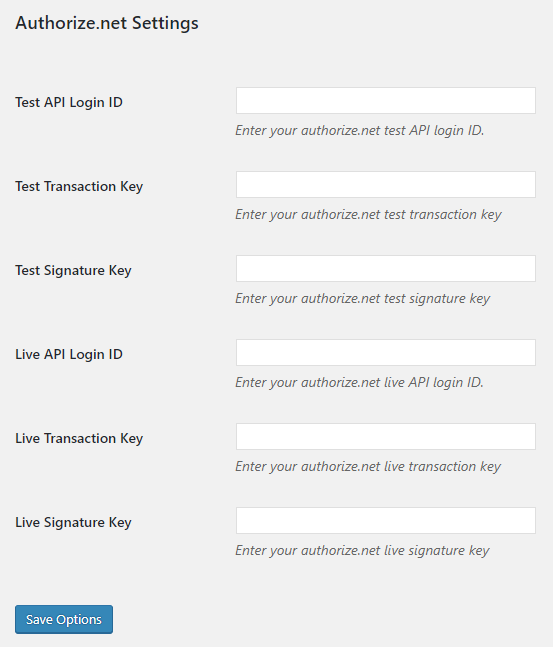 Authorize.net Settings
Test API Login ID
Enter your authorize.net test API login ID.
Test Transaction Key
Enter your authorize.net test transaction key
Test Signature Key
Enter your authorize.net test signature key
Live API Login ID
Enter your authorize.net live API login ID.
Live Transaction Key
Enter your authorize.net live transaction key
Live Signature Key
Enter your authorize.net live signature key
Save Options